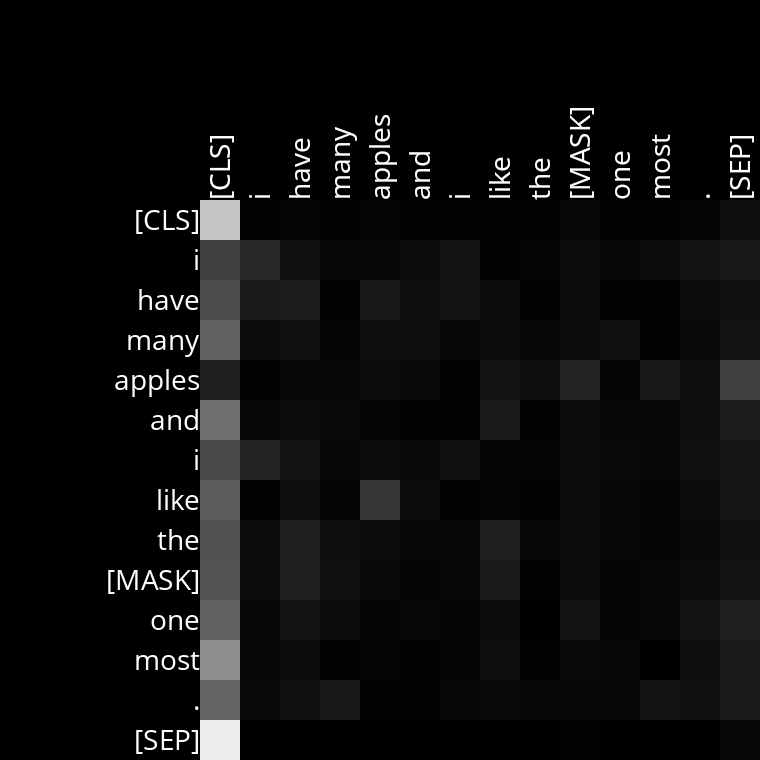 [CLS] i have many apples and i like the [MASK] one most . [SEP]
[CLS]
i
have
many
apples
and
i
like
the
[MASK]
one
most
.
[SEP]